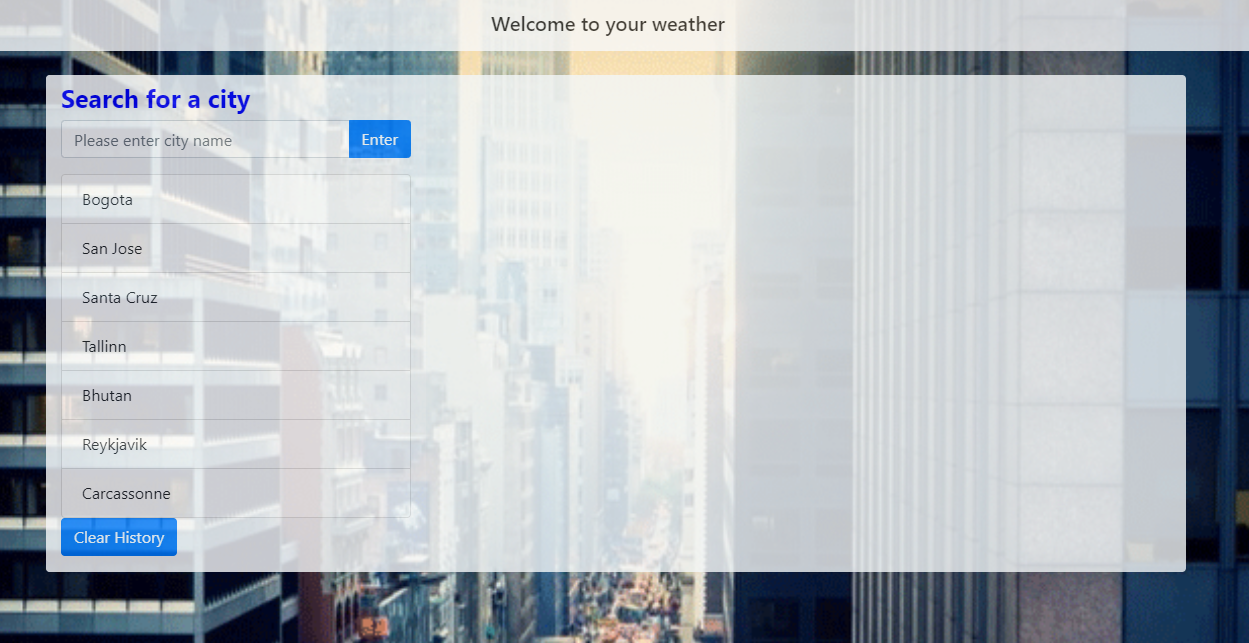 Welcome to your weather
Search for a city
Please enter city name
Enter
Bogota
San Jose
Santa Cruz
Tallinn
Bhutan
Reykjavik
Carcassonne
Clear History